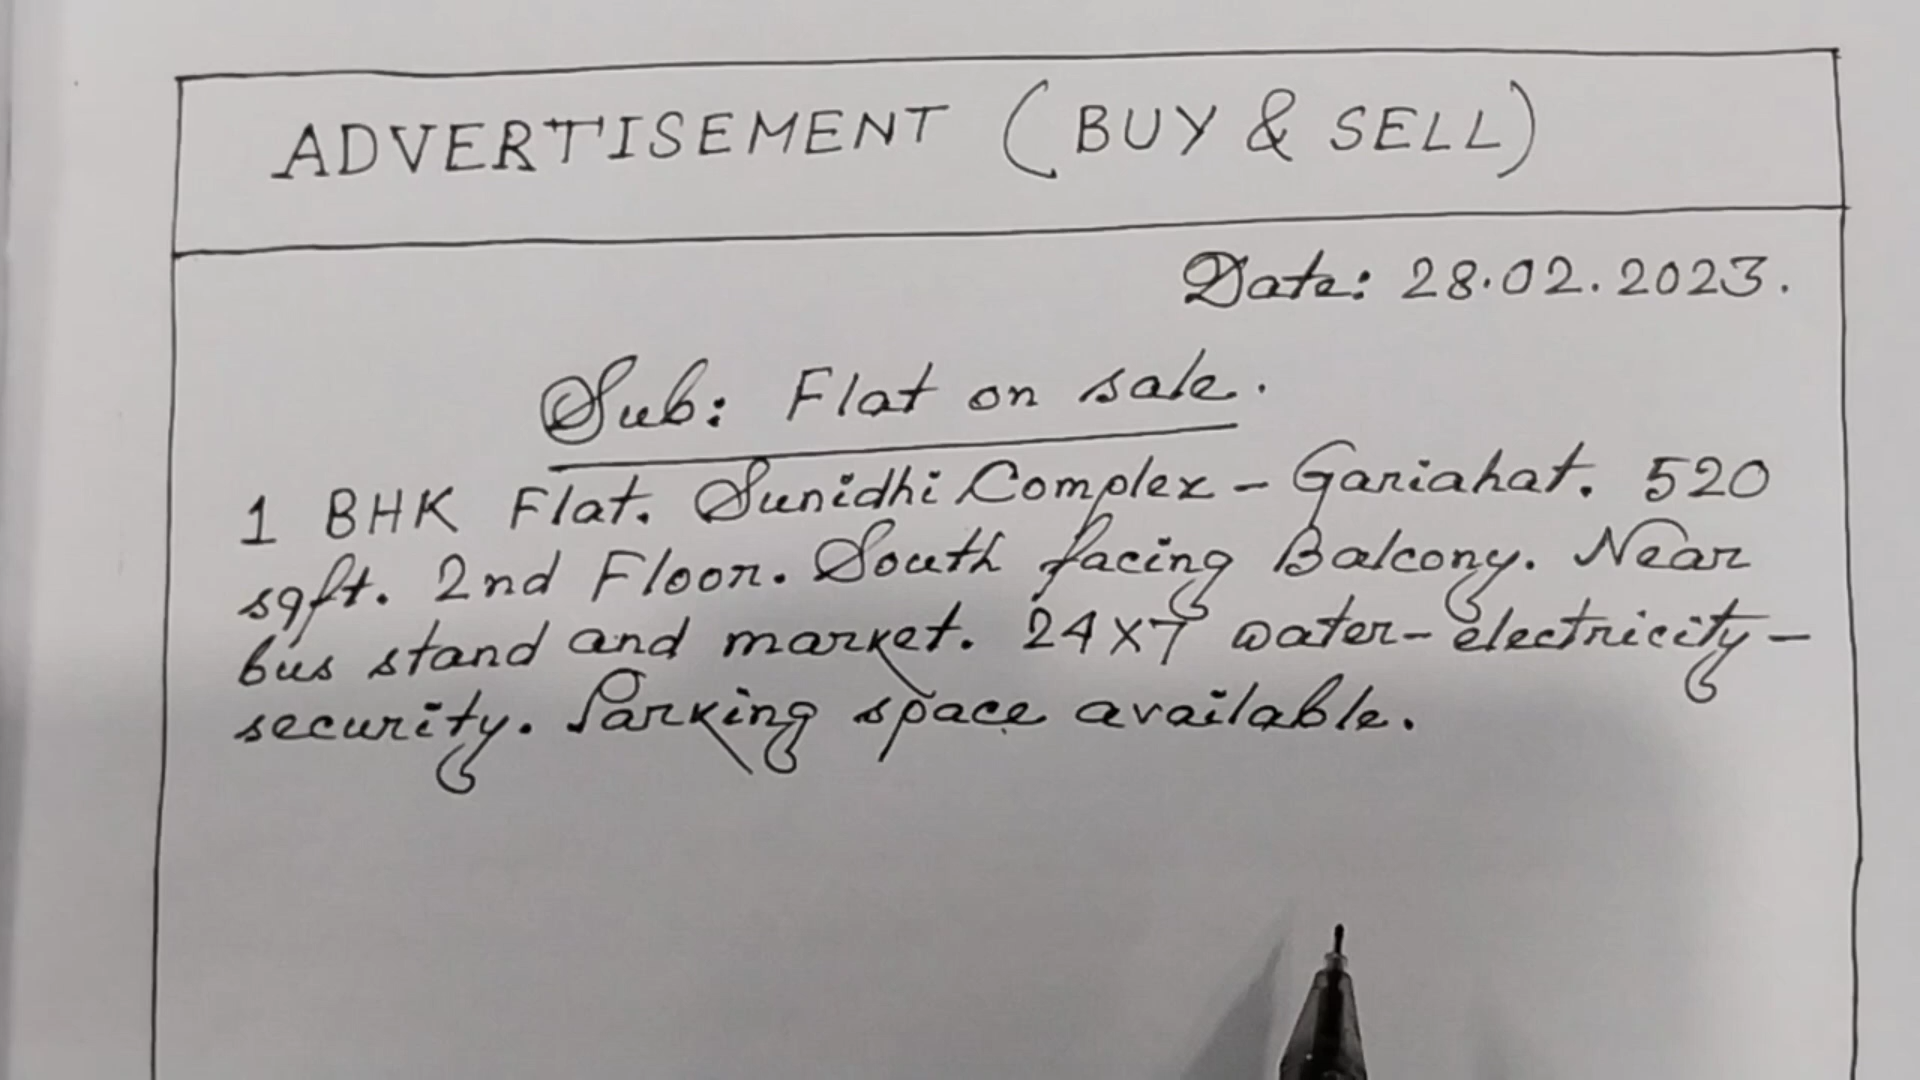 ADVERTISEMENT (BUY & SELL)
Date: 28.02.2023.
Sub: Flat on sale.
1 BHK Flat. Sunidhi Complex - Gariahat. 520
sqft. 2nd Floor. South facing Balcony. Near
bus stand and market. 24X7 water-electricity-
security. Parking space available.